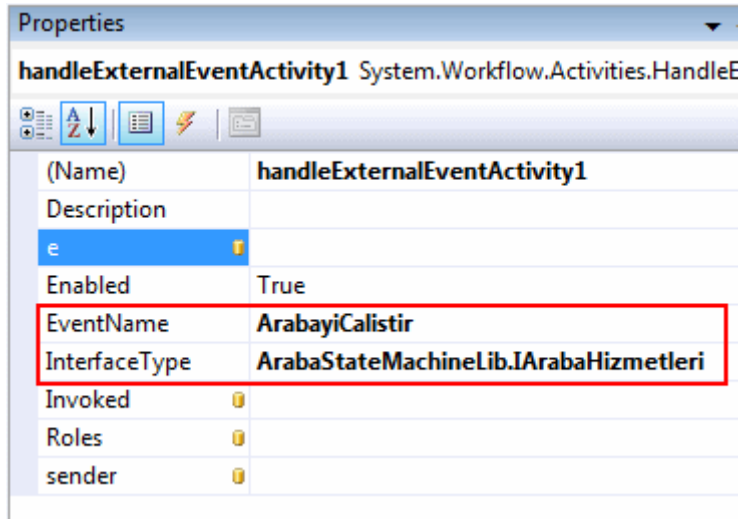 Properties
handleExternalEventActivity1 System.Workflow.Activities.HandleE
(Name) handleExternalEventActivity1
Description
e
Enabled True
EventName ArabayiCalistir
InterfaceType ArabaStateMachineLib.IArabaHizmetleri
Invoked
Roles
sender